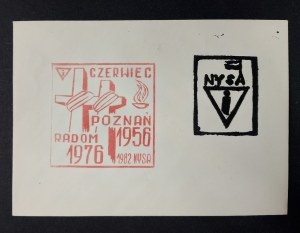 CZERWIEC
POZNAŃ
1956
RADOM
1976
1982 NYSA
NYSA